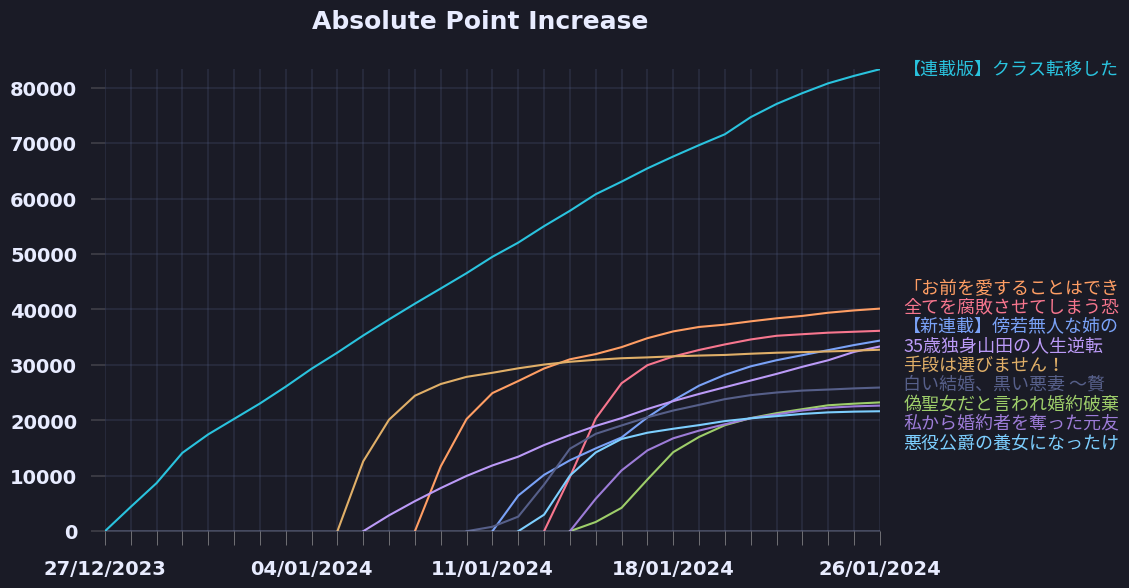 Absolute Point Increase
80000
70000
60000
50000
40000
30000
20000
10000
0
27/12/2023
04/01/2024
11/01/2024
18/01/2024
26/01/2024
【連載版】クラス転移した
「お前を愛することはでき
全てを腐敗させてしまう恐
【新連載】傍若無人な姉の
35歳独身山田の人生逆転
手段は選びません！
白い結婚、黒い悪妻 ～贅
偽聖女だと言われ婚約破棄
私から婚約者を奪った元友
悪役公爵の養女になったけ